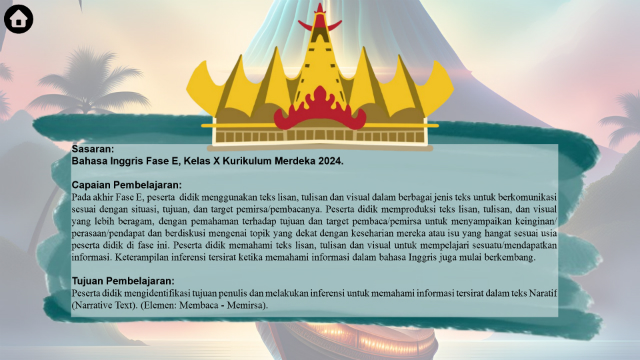 Sasaran:
Bahasa Inggris Fase E, Kelas X Kurikulum Merdeka 2024.
Capaian Pembelajaran:
Pada akhir Fase E, peserta didik menggunakan teks lisan, tulisan dan visual dalam berbagai jenis teks untuk berkomunikasi
sesuai dengan situasi, tujuan, dan target pemirsa/pembacanya. Peserta didik memproduksi teks lisan, tulisan, dan visual
yang lebih beragam, dengan pemahaman terhadap tujuan dan target pembaca/pemirsa untuk menyampaikan keinginan/
perasaan/pendapat dan berdiskusi mengenai topik yang dekat dengan keseharian mereka atau isu yang hangat sesuai usia
peserta didik di fase ini. Peserta didik memahami teks lisan, tulisan dan visual untuk mempelajari sesuatu/mendapatkan
informasi. Keterampilan inferensi tersirat ketika memahami informasi dalam bahasa Inggris juga mulai berkembang.
Tujuan Pembelajaran:
Peserta didik mengidentifikasi tujuan penulis dan melakukan inferensi untuk memahami informasi tersirat dalam teks Naratif
(Narrative Text). (Elemen: Membaca - Memirsa).